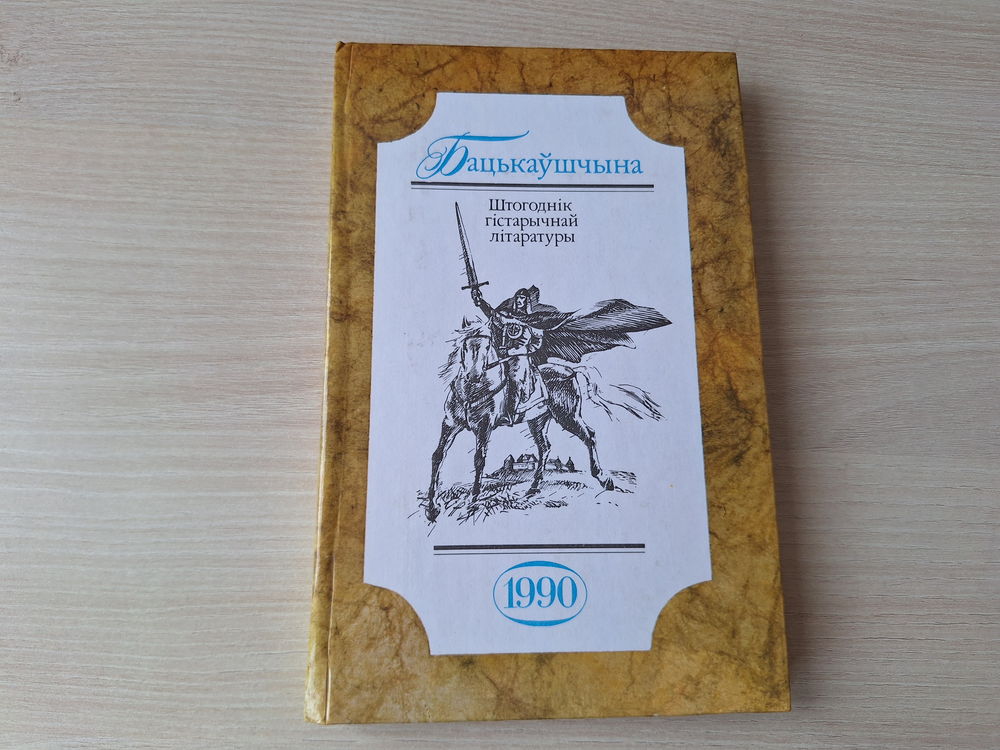 Бацькаўшчына
Штогоднік
гістарычнай
літаратуры
1990